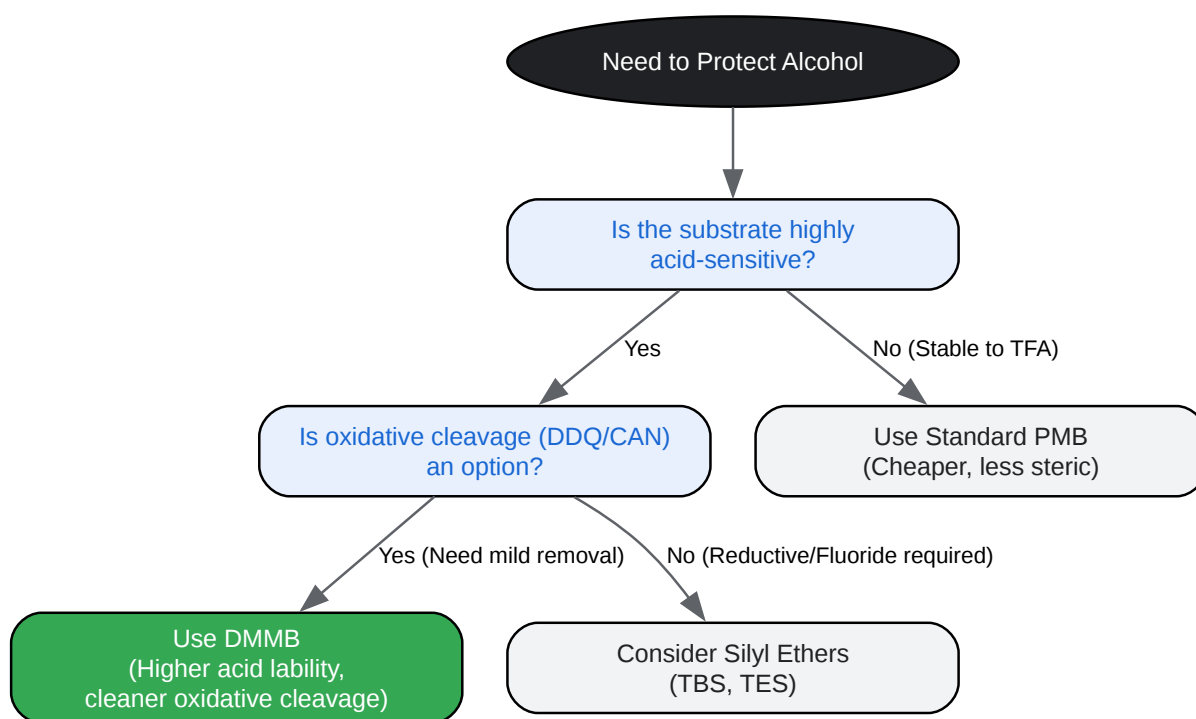 Need to Protect Alcohol
Is the substrate highly
acid-sensitive?
Yes
No (Stable to TFA)
Is oxidative cleavage (DDQ/CAN)
an option?
Use Standard PMB
(Cheaper, less steric)
Yes (Need mild removal)
No (Reductive/Fluoride required)
Use DMMB
(Higher acid lability,
cleaner oxidative cleavage)
Consider Silyl Ethers
(TBS, TES)